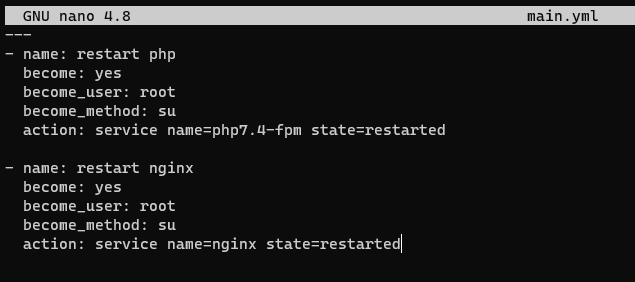 GNU nano 4.8 main.yml
---
- name: restart php
  become: yes
  become_user: root
  become_method: su
  action: service name=php7.4-fpm state=restarted

- name: restart nginx
  become: yes
  become_user: root
  become_method: su
  action: service name=nginx state=restarted